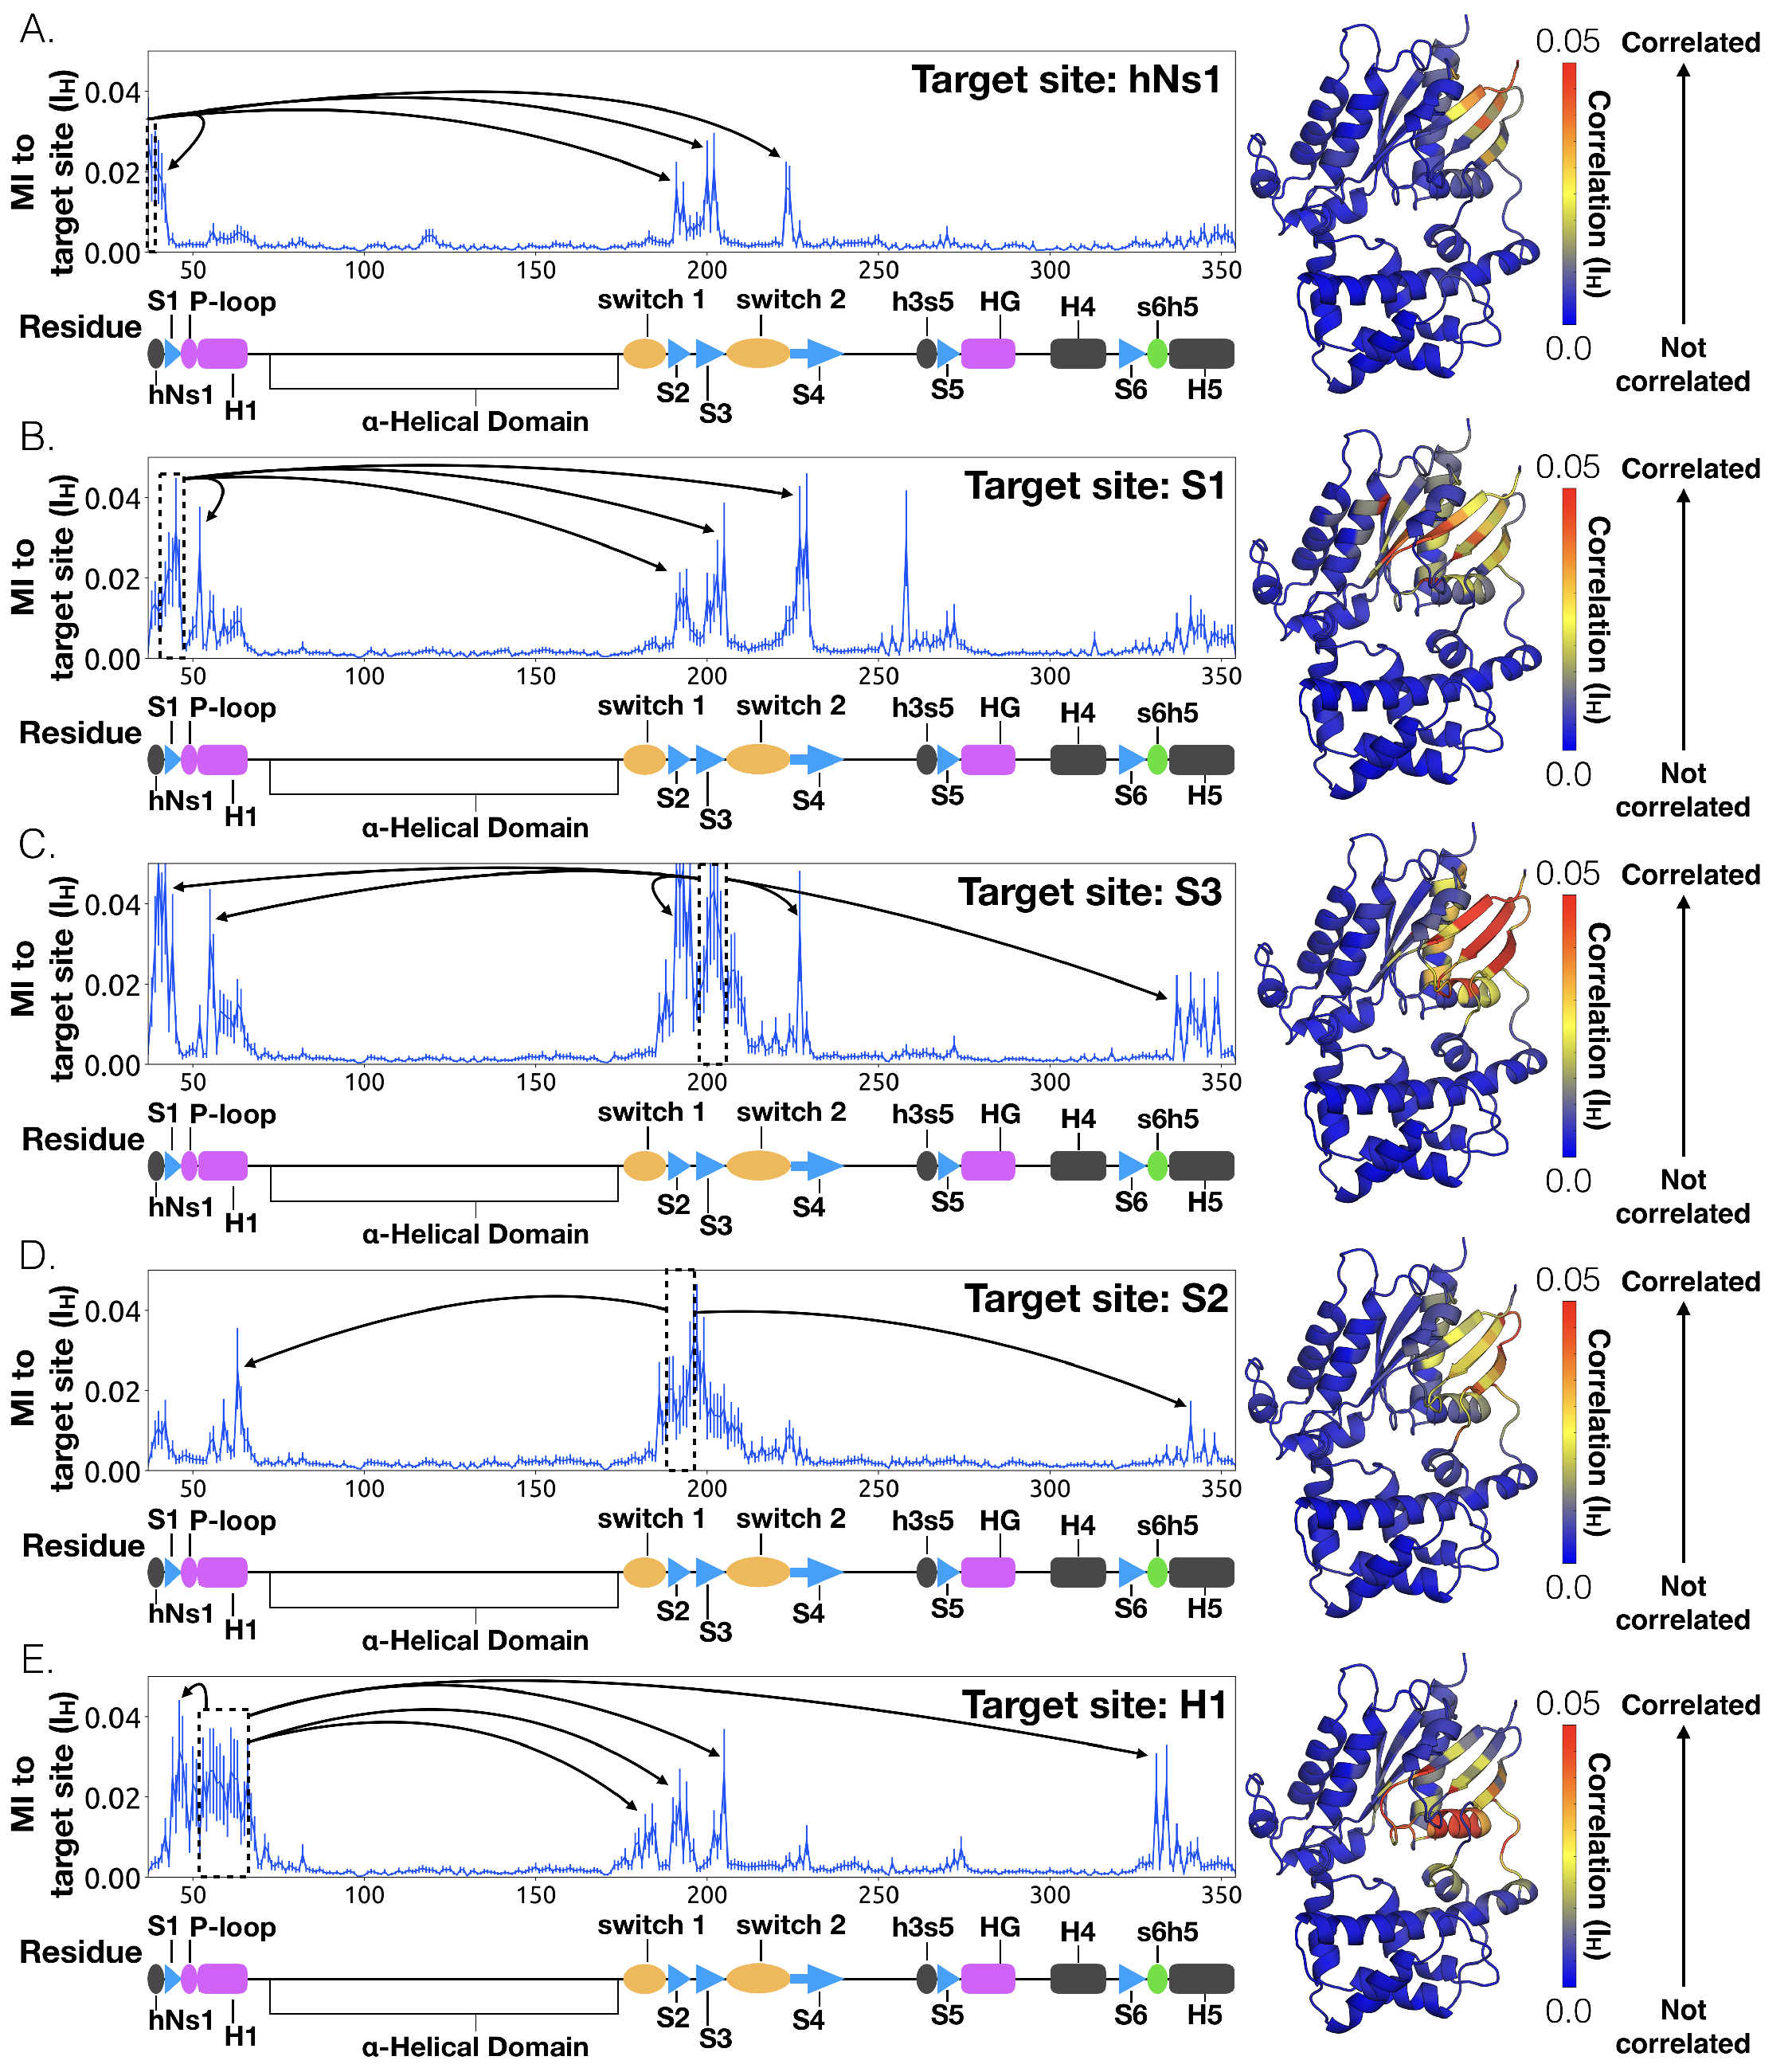 A.
Target site: hNs1
MI to
target site (IH)
0.04
0.02
0.00
50 100 150 200 250 300 350
S1 P-loop switch 1 switch 2 h3s5 HG H4 s6h5
Residue
hNs1 H1 α-Helical Domain S2 S3 S4 S5 S6 H5
0.05 Correlated
Correlation (IH)
0.0 Not
correlated
B.
Target site: S1
MI to
target site (IH)
0.04
0.02
0.00
50 100 150 200 250 300 350
S1 P-loop switch 1 switch 2 h3s5 HG H4 s6h5
Residue
hNs1 H1 α-Helical Domain S2 S3 S4 S5 S6 H5
0.05 Correlated
Correlation (IH)
0.0 Not
correlated
C.
Target site: S3
MI to
target site (IH)
0.04
0.02
0.00
50 100 150 200 250 300 350
S1 P-loop switch 1 switch 2 h3s5 HG H4 s6h5
Residue
hNs1 H1 α-Helical Domain S2 S3 S4 S5 S6 H5
0.05 Correlated
Correlation (IH)
0.0 Not
correlated
D.
Target site: S2
MI to
target site (IH)
0.04
0.02
0.00
50 100 150 200 250 300 350
S1 P-loop switch 1 switch 2 h3s5 HG H4 s6h5
Residue
hNs1 H1 α-Helical Domain S2 S3 S4 S5 S6 H5
0.05 Correlated
Correlation (IH)
0.0 Not
correlated
E.
Target site: H1
MI to
target site (IH)
0.04
0.02
0.00
50 100 150 200 250 300 350
S1 P-loop switch 1 switch 2 h3s5 HG H4 s6h5
Residue
hNs1 H1 α-Helical Domain S2 S3 S4 S5 S6 H5
0.05 Correlated
Correlation (IH)
0.0 Not
correlated